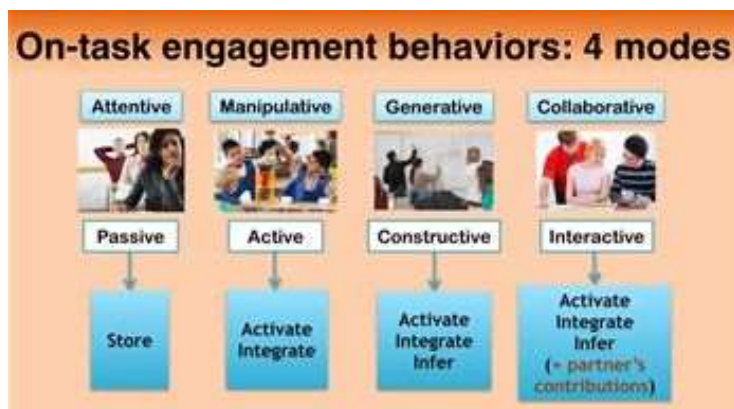 On-task engagement behaviors: 4 modes
Attentive Manipulative Generative Collaborative
Passive Active Constructive Interactive
Store
Activate
Integrate
Activate
Integrate
Infer
Activate
Integrate
Infer
(+ partner's
contributions)